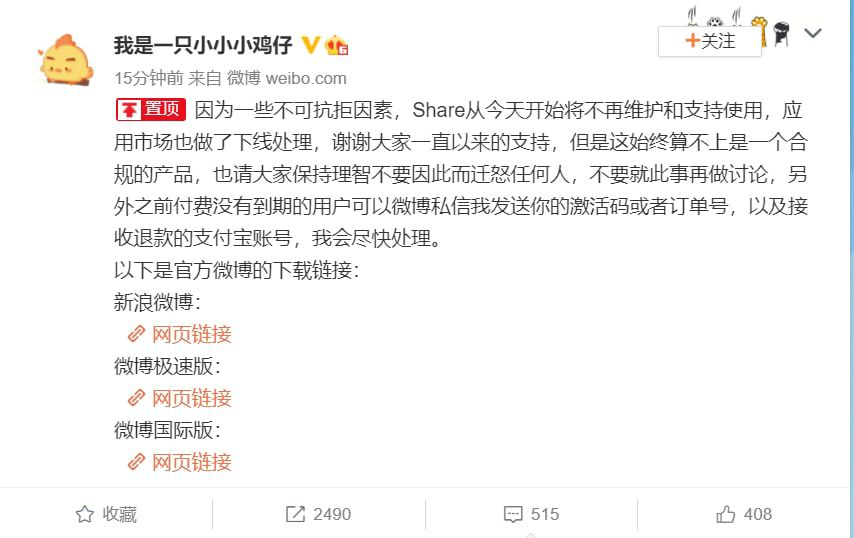 我是一只小小小鸡仔
+关注
15分钟前 来自 微博 weibo.com
置顶 因为一些不可抗拒因素，Share从今天开始将不再维护和支持使用，应
用市场也做了下线处理，谢谢大家一直以来的支持，但是这始终算不上是一个合
规的产品，也请大家保持理智不要因此而迁怒任何人，不要就此事再做讨论，另
外之前付费没有到期的用户可以微博私信我发送你的激活码或者订单号，以及接
收退款的支付宝账号，我会尽快处理。
以下是官方微博的下载链接：
新浪微博：
网页链接
微博极速版：
网页链接
微博国际版：
网页链接
收藏 2490 515 408